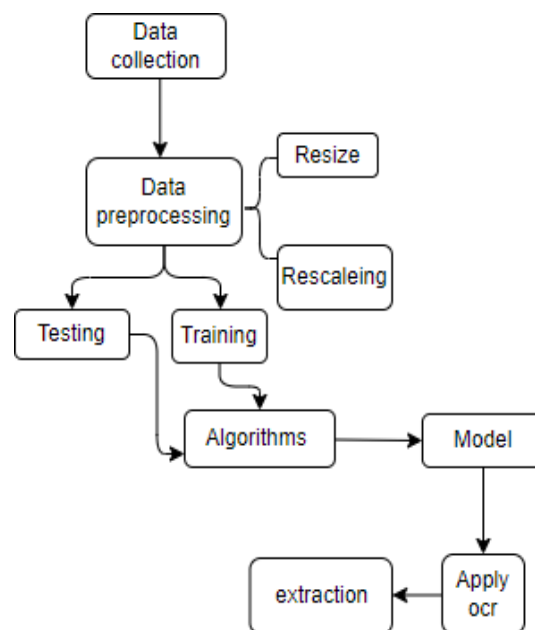 Data
collection
Data
preprocessing
Resize
Rescaleing
Testing
Training
Algorithms
Model
Apply
ocr
extraction